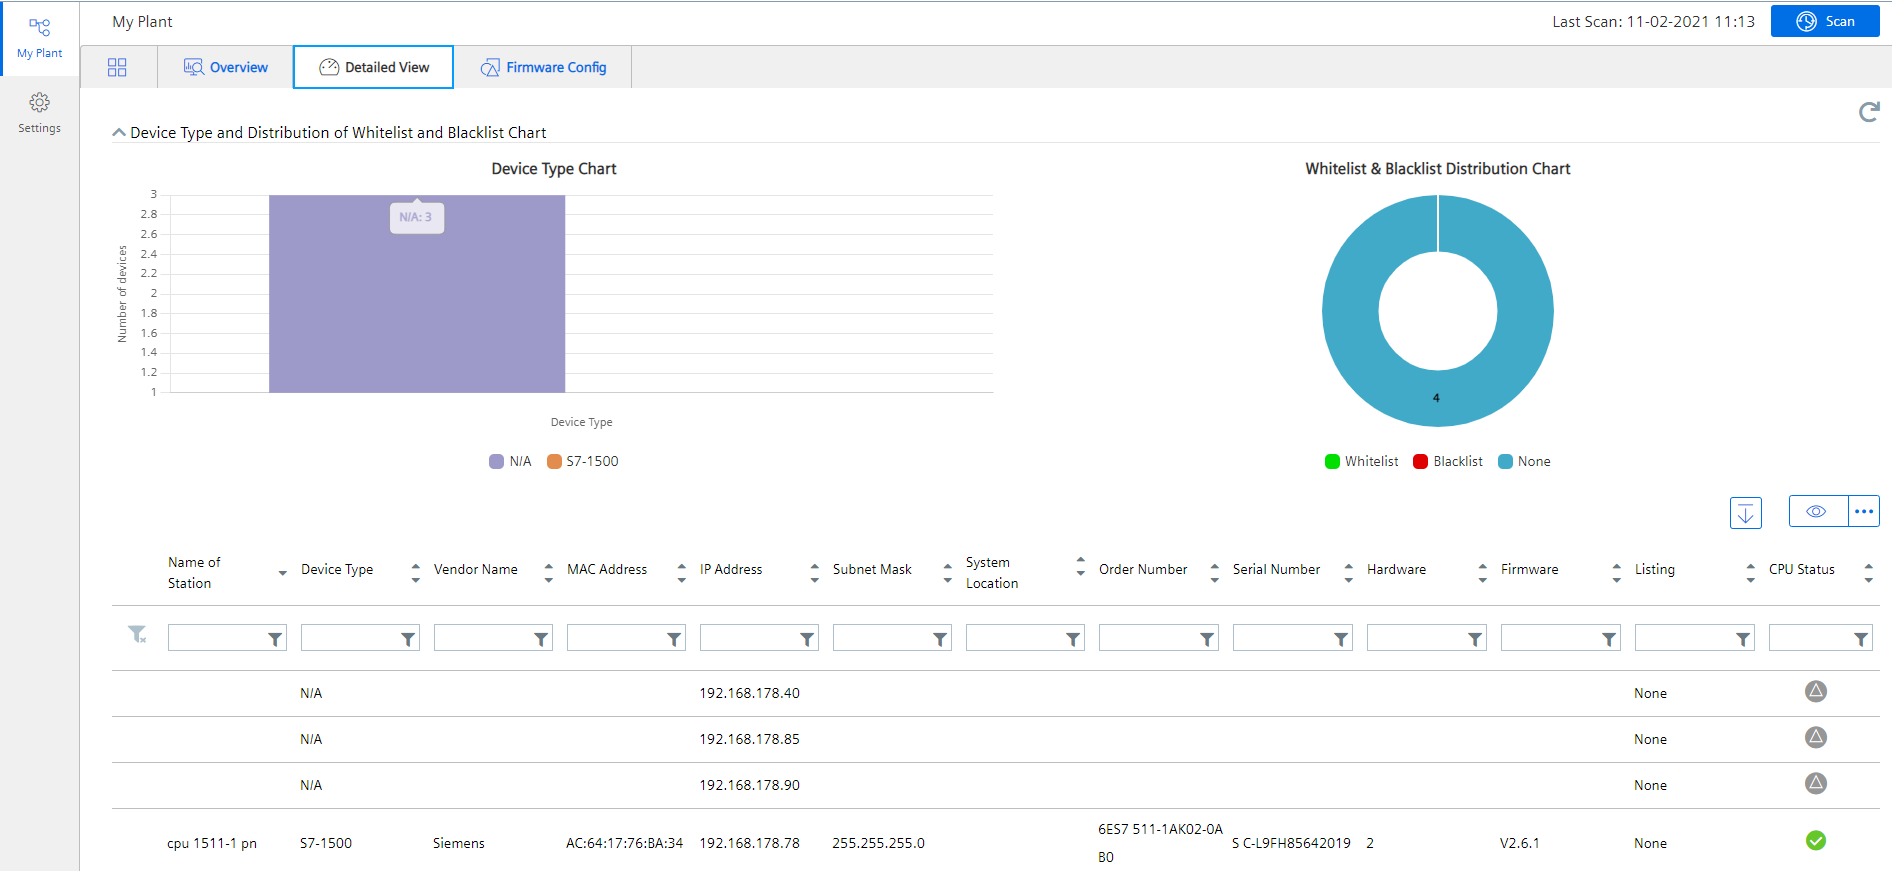 My Plant
Last Scan: 11-02-2021 11:13
Scan
My Plant
Settings
Overview
Detailed View
Firmware Config
Device Type and Distribution of Whitelist and Blacklist Chart
Device Type Chart
3
2.8
2.6
2.4
2.2
2
1.8
1.6
1.4
1.2
1
Number of devices
N/A: 3
Device Type
N/A
S7-1500
Whitelist & Blacklist Distribution Chart
4
Whitelist
Blacklist
None
Name of
Station
Device Type
Vendor Name
MAC Address
IP Address
Subnet Mask
System
Location
Order Number
Serial Number
Hardware
Firmware
Listing
CPU Status
N/A 192.168.178.40 None
N/A 192.168.178.85 None
N/A 192.168.178.90 None
cpu 1511-1 pn
S7-1500
Siemens
AC:64:17:76:BA:34
192.168.178.78
255.255.255.0
6ES7 511-1AK02-0A
B0
S C-L9FH85642019
2
V2.6.1
None